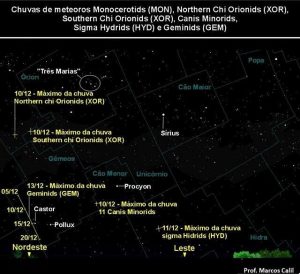 Chuvas de meteoros Monocerotids (MON), Northern Chi Orionids (XOR),
Southern Chi Orionids (XOR), Canis Minorids,
Sigma Hydrids (HYD) e Geminids (GEM)
Popa
"Três Marias"
Orion
Cão Maior
10/12 - Máximo da chuva
Northern chi Orionids (XOR)
10/12 - Máximo da chuva
Southern chi Orionids (XOR)
Sirius
Gêmeos
Cão Menor
Unicórnio
13/12 - Máximo da chuva
Geminids (GEM)
Procyon
05/12
10/12
Castor
10/12 - Máximo da chuva
11 Canis Minorids
15/12
Pollux
11/12 - Máximo da chuva
sigma Hidrids (HYD)
20/12
Hidra
Nordeste
Leste
Prof. Marcos Calil